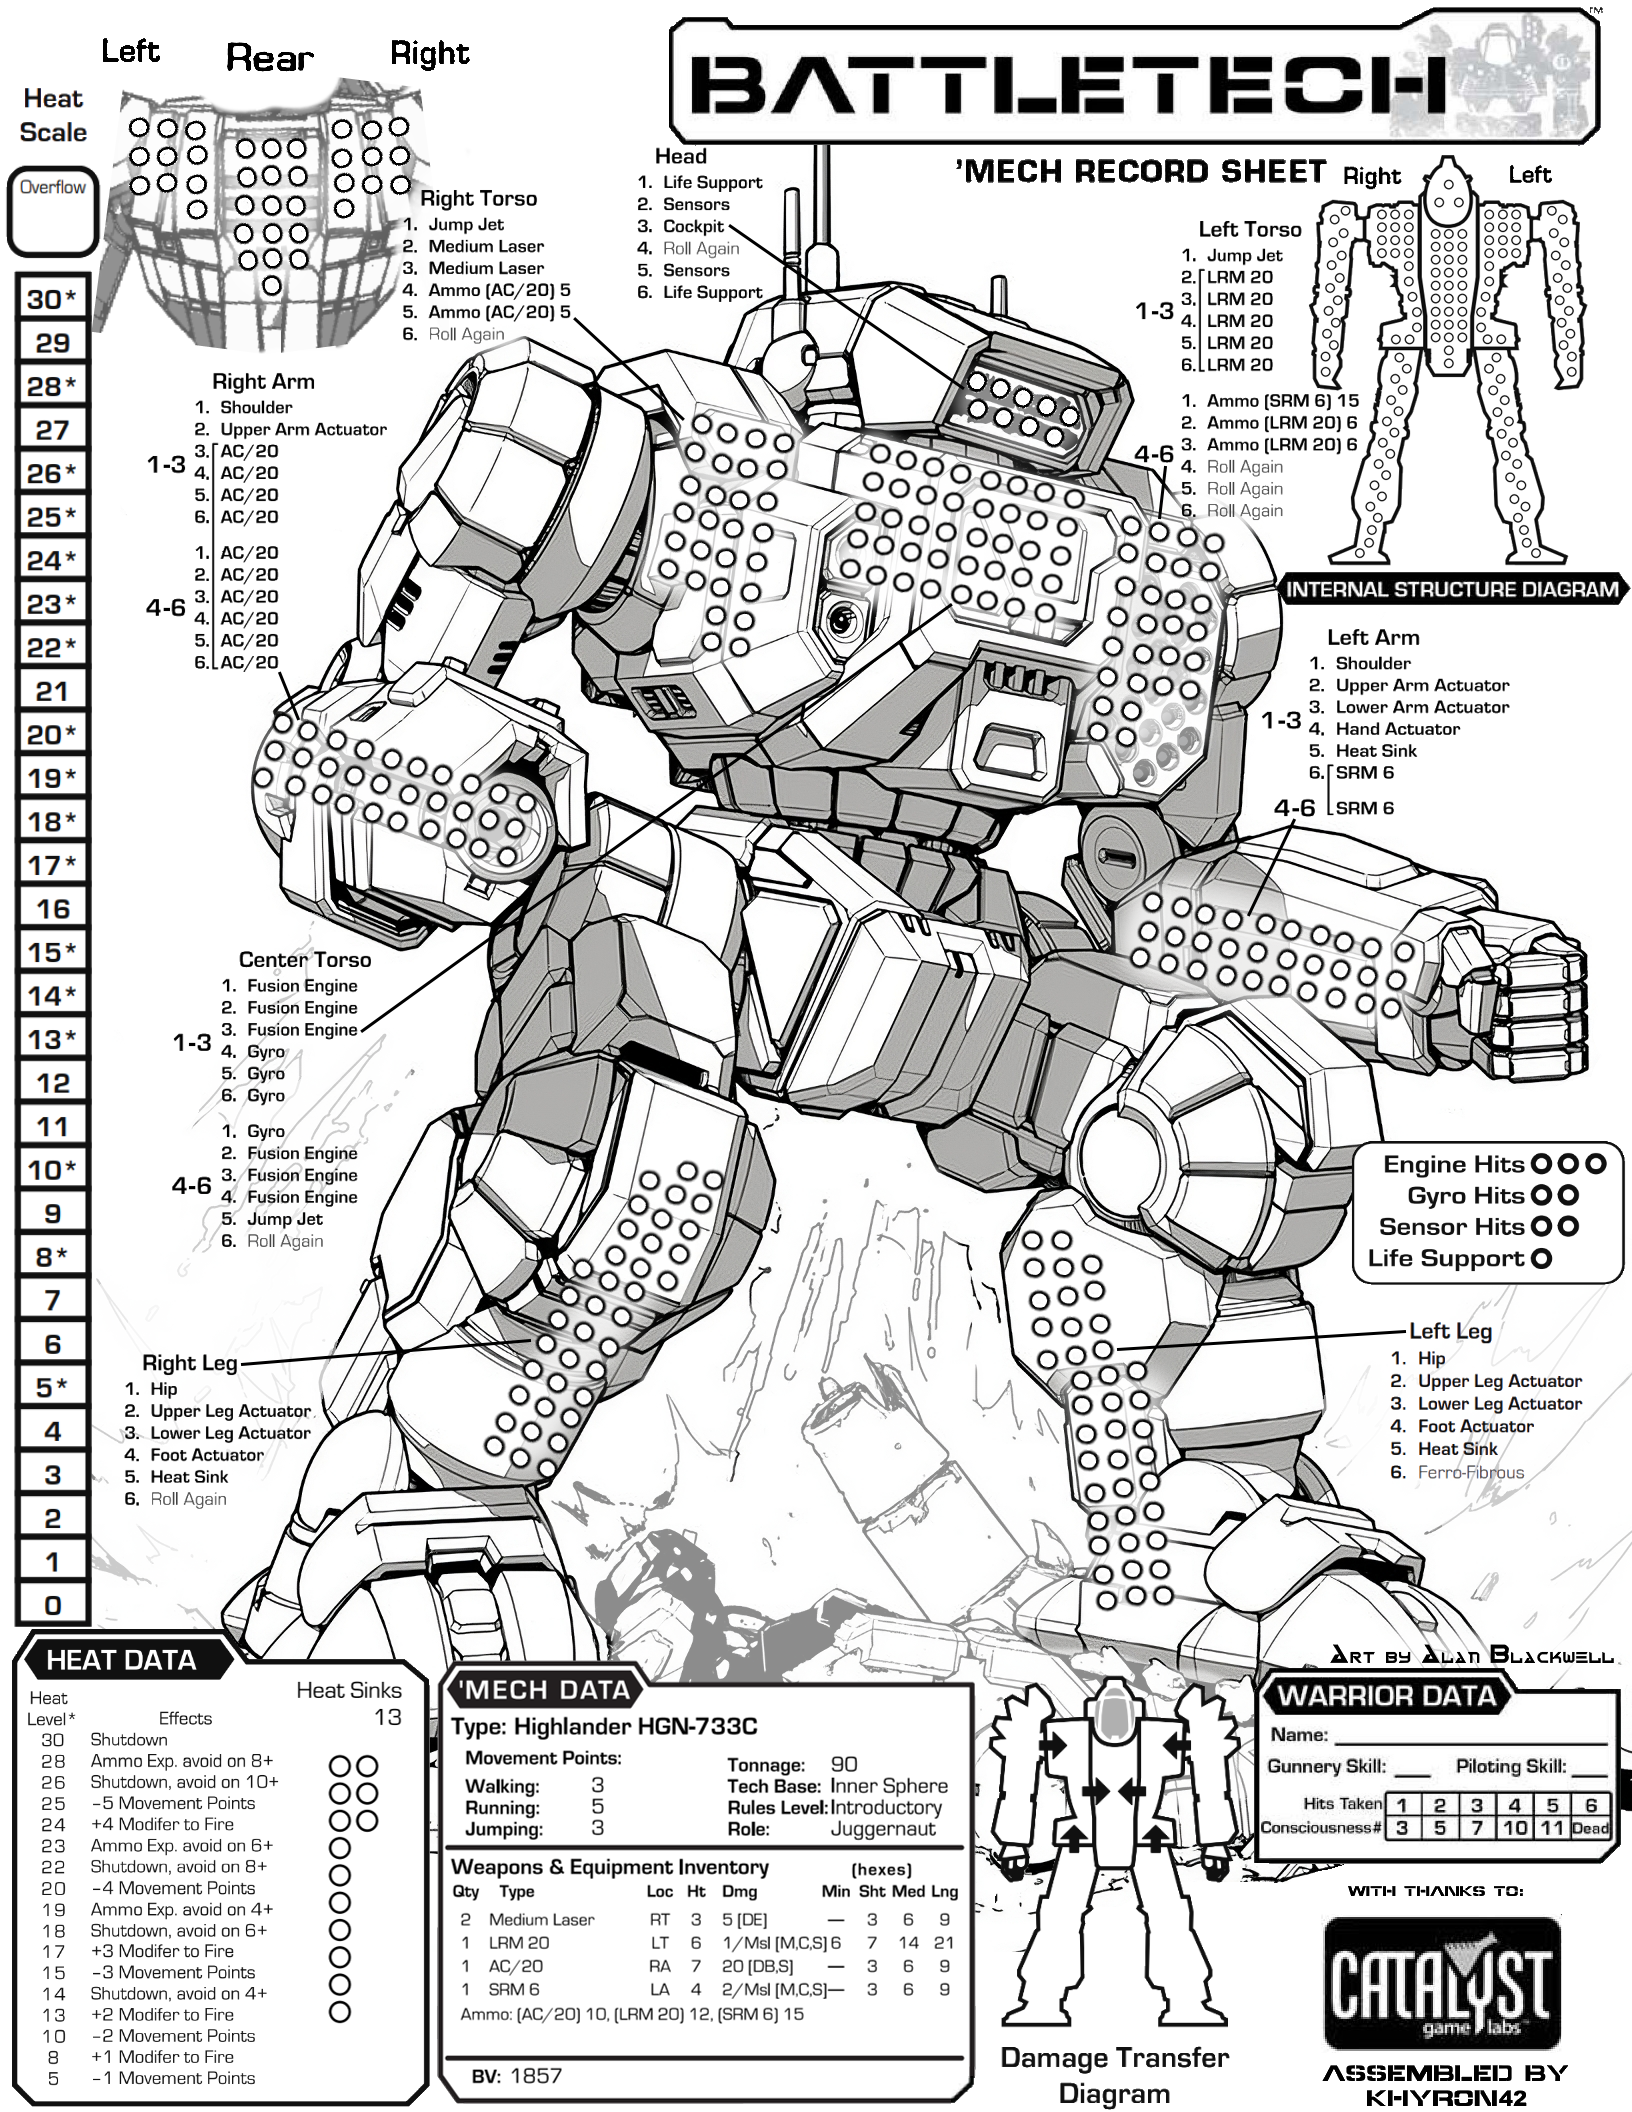 Left Rear Right
Heat
Scale
Overflow
30*
29
28*
27
26*
25*
24*
23*
22*
21
20*
19*
18*
17*
16
15*
14*
13*
12
11
10*
9
8*
7
6
5*
4
3
2
1
0
BATTLETECH
TM
'MECH RECORD SHEET
Head
1. Life Support
2. Sensors
3. Cockpit
4. Roll Again
5. Sensors
6. Life Support
Right Torso
1. Jump Jet
2. Medium Laser
3. Medium Laser
4. Ammo (AC/20) 5
5. Ammo (AC/20) 5
6. Roll Again
Right Left
Left Torso
1. Jump Jet
2. LRM 20
1-3 3. LRM 20
4. LRM 20
5. LRM 20
6. LRM 20
1. Ammo (SRM 6) 15
2. Ammo (LRM 20) 6
3. Ammo (LRM 20) 6
4-6
4. Roll Again
5. Roll Again
6. Roll Again
INTERNAL STRUCTURE DIAGRAM
Right Arm
1. Shoulder
2. Upper Arm Actuator
3. AC/20
1-3 4. AC/20
5. AC/20
6. AC/20
1. AC/20
2. AC/20
3. AC/20
4-6 4. AC/20
5. AC/20
6. AC/20
Left Arm
1. Shoulder
2. Upper Arm Actuator
3. Lower Arm Actuator
1-3 4. Hand Actuator
5. Heat Sink
6. SRM 6
4-6 SRM 6
Center Torso
1. Fusion Engine
2. Fusion Engine
3. Fusion Engine
1-3 4. Gyro
5. Gyro
6. Gyro
1. Gyro
2. Fusion Engine
4-6 3. Fusion Engine
4. Fusion Engine
5. Jump Jet
6. Roll Again
Engine Hits
Gyro Hits
Sensor Hits
Life Support
Right Leg
1. Hip
2. Upper Leg Actuator
3. Lower Leg Actuator
4. Foot Actuator
5. Heat Sink
6. Roll Again
Left Leg
1. Hip
2. Upper Leg Actuator
3. Lower Leg Actuator
4. Foot Actuator
5. Heat Sink
6. Ferro-Fibrous
Art by Alan Blackwell
HEAT DATA
Heat Heat Sinks
Level* Effects 13
30 Shutdown
28 Ammo Exp. avoid on 8+
26 Shutdown, avoid on 10+
25 -5 Movement Points
24 +4 Modifer to Fire
23 Ammo Exp. avoid on 6+
22 Shutdown, avoid on 8+
20 -4 Movement Points
19 Ammo Exp. avoid on 4+
18 Shutdown, avoid on 6+
17 +3 Modifer to Fire
15 -3 Movement Points
14 Shutdown, avoid on 4+
13 +2 Modifer to Fire
10 -2 Movement Points
8 +1 Modifer to Fire
5 -1 Movement Points
'MECH DATA
Type: Highlander HGN-733C
Movement Points:
Walking: 3
Running: 5
Jumping: 3
Tonnage: 90
Tech Base: Inner Sphere
Rules Level: Introductory
Role: Juggernaut
Weapons & Equipment Inventory (hexes)
Qty Type Loc Ht Dmg Min Sht Med Lng
2 Medium Laser RT 3 5 [DE] — 3 6 9
1 LRM 20 LT 6 1/Msl [M,C,S] 6 7 14 21
1 AC/20 RA 7 20 [DB,S] — 3 6 9
1 SRM 6 LA 4 2/Msl [M,C,S] — 3 6 9
Ammo: (AC/20) 10, (LRM 20) 12, (SRM 6) 15
BV: 1857
Damage Transfer
Diagram
WARRIOR DATA
Name:
Gunnery Skill: Piloting Skill:
Hits Taken 1 2 3 4 5 6
Consciousness# 3 5 7 10 11 Dead
WITH THANKS TO:
CATALYST
game labs
ASSEMBLED BY
KHYRON42